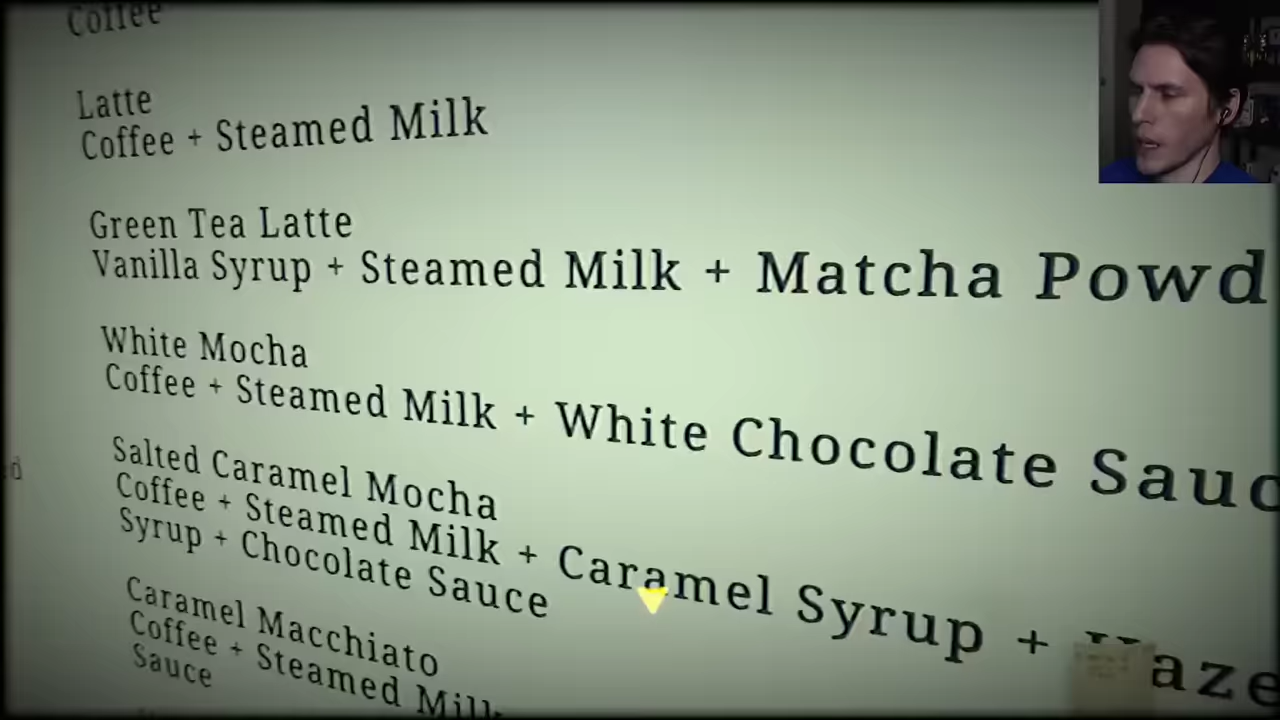 Coffee
Latte
Coffee + Steamed Milk
Green Tea Latte
Vanilla Syrup + Steamed Milk + Matcha Powd
White Mocha
Coffee + Steamed Milk + White Chocolate Sauc
Salted Caramel Mocha
Coffee + Steamed Milk + Caramel Syrup +
Syrup + Chocolate Sauce
Caramel Macchiato
Coffee + Steamed Milk
Sauce